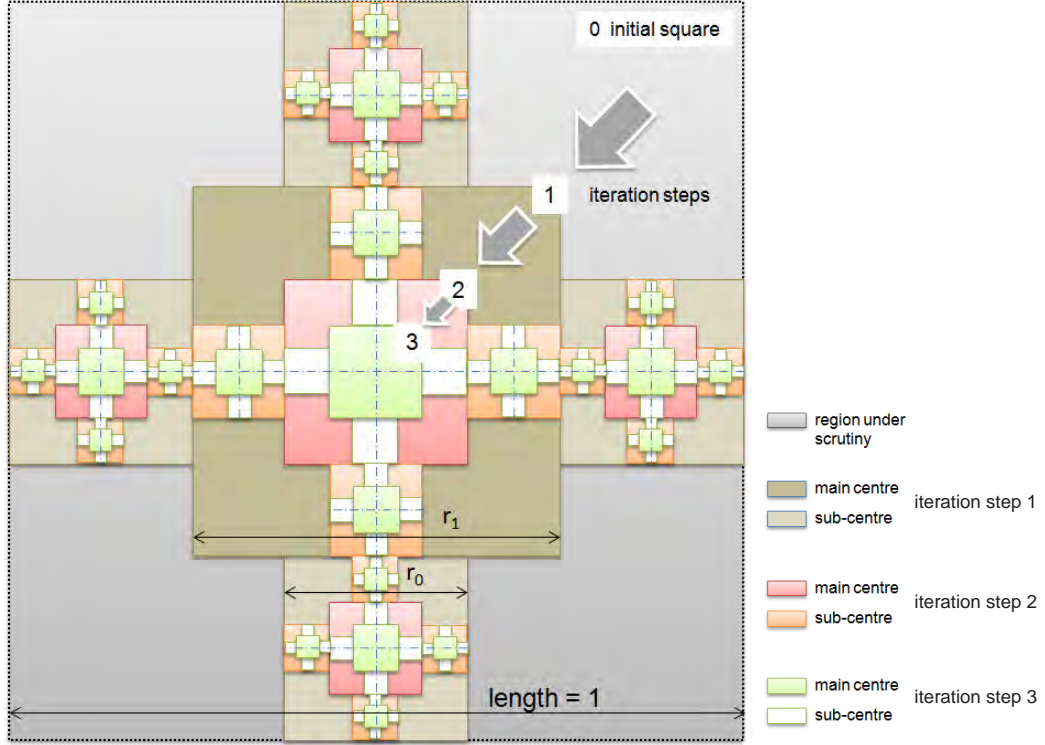 0 initial square
1
iteration steps
2
3
r₁
r₀
length = 1
region under
scrutiny
main centre
sub-centre
iteration step 1
main centre
sub-centre
iteration step 2
main centre
sub-centre
iteration step 3